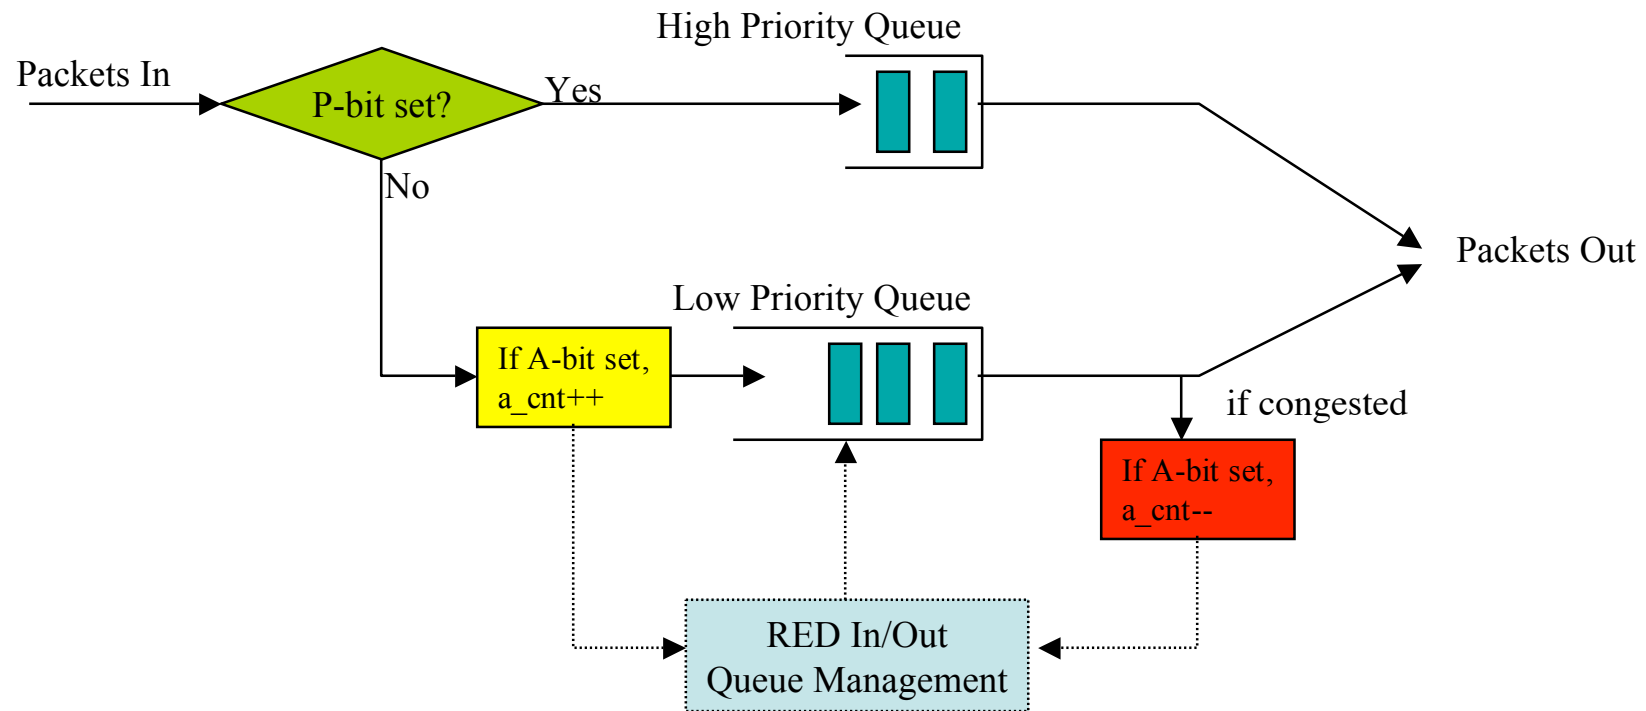 High Priority Queue
Packets In
P-bit set?
Yes
No
Packets Out
Low Priority Queue
If A-bit set,
a_cnt++
if congested
If A-bit set,
a_cnt--
RED In/Out
Queue Management